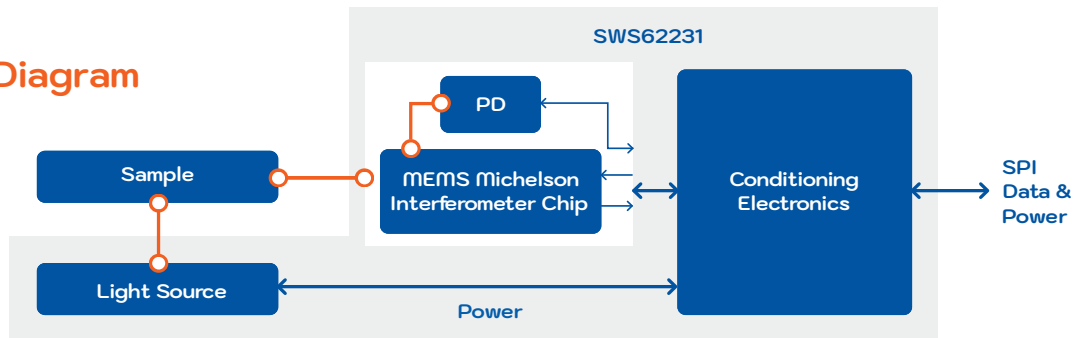 Diagram
SWS62231
PD
Sample
MEMS Michelson
Interferometer Chip
Conditioning
Electronics
SPI
Data &
Power
Light Source
Power